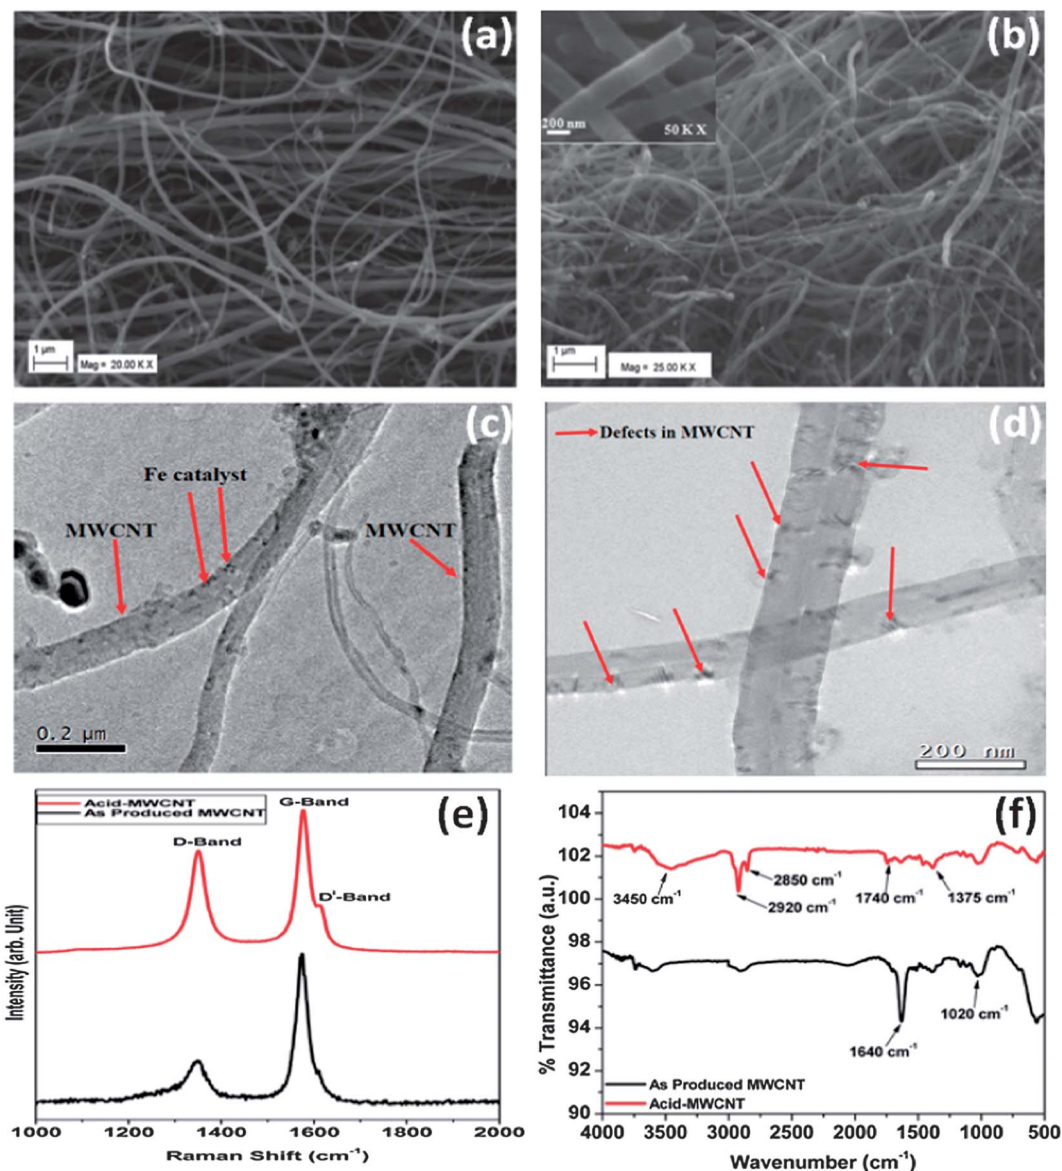 (a)
1 µm
Mag = 20.00 K X
(b)
200 nm
50 K X
1 µm
Mag = 25.00 K X
(c)
Fe catalyst
MWCNT
MWCNT
0.2 µm
(d)
Defects in MWCNT
200 nm
(e)
Acid-MWCNT
As Produced MWCNT
G-Band
D-Band
D'-Band
Intensity (arb. Unit)
1000 1200 1400 1600 1800 2000
Raman Shift (cm-1)
(f)
104
102
100
98
96
94
92
90
% Transmittance (a.u.)
3450 cm-1
2920 cm-1
2850 cm-1
1740 cm-1
1375 cm-1
1640 cm-1
1020 cm-1
As Produced MWCNT
Acid-MWCNT
4000 3500 3000 2500 2000 1500 1000 500
Wavenumber (cm-1)